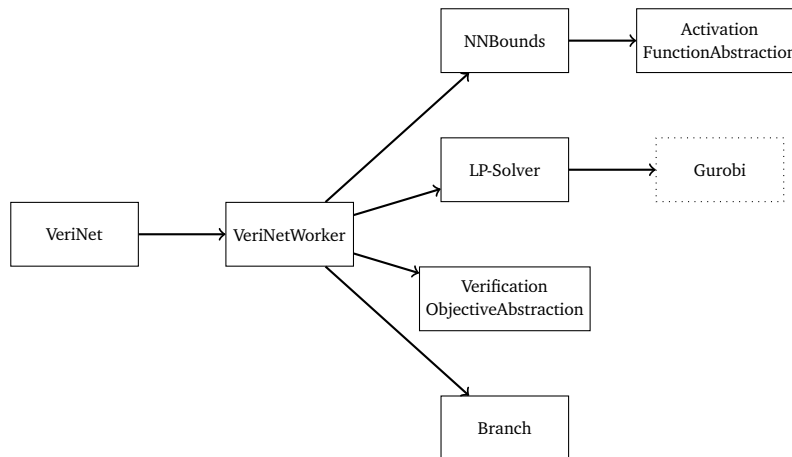 NNBounds
Activation
FunctionAbstraction
LP-Solver
Gurobi
VeriNet
VeriNetWorker
Verification
ObjectiveAbstraction
Branch